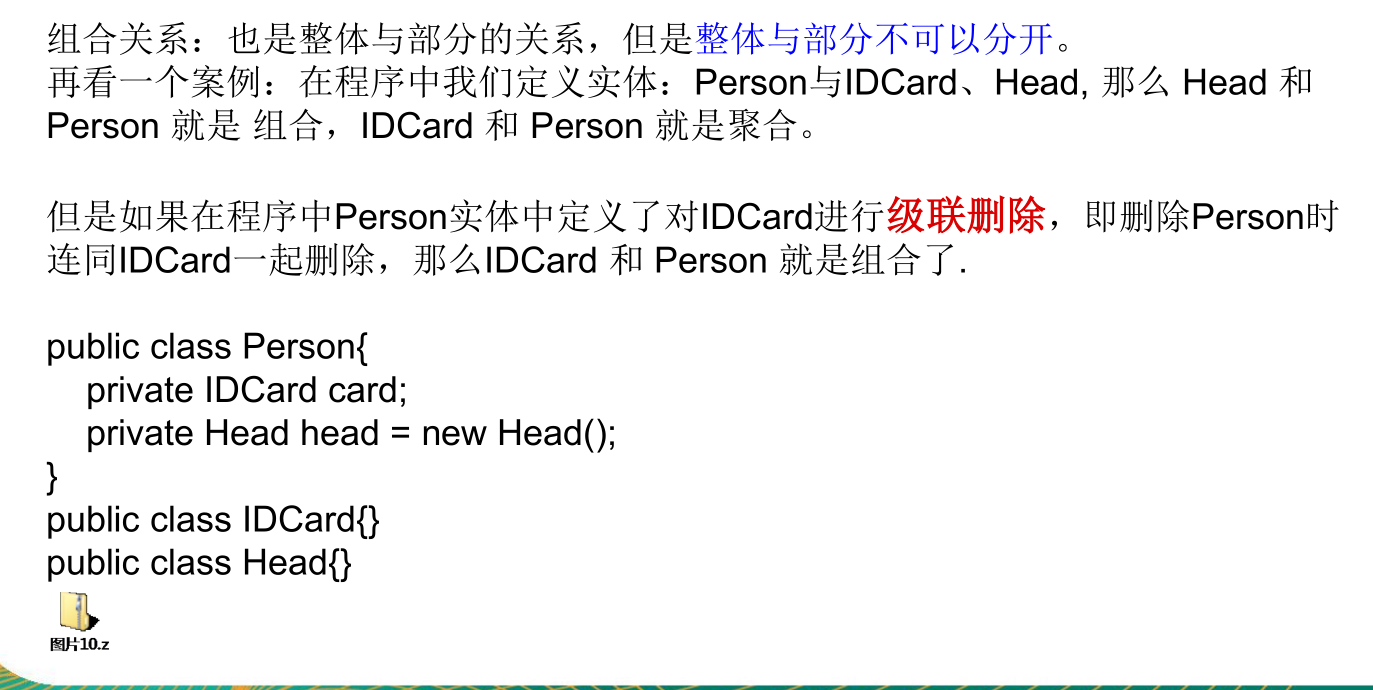 组合关系：也是整体与部分的关系，但是整体与部分不可以分开。
再看一个案例：在程序中我们定义实体：Person与IDCard、Head, 那么 Head 和
Person 就是 组合，IDCard 和 Person 就是聚合。
但是如果在程序中Person实体中定义了对IDCard进行级联删除，即删除Person时
连同IDCard一起删除，那么IDCard 和 Person 就是组合了.
public class Person{
private IDCard card;
private Head head = new Head();
}
public class IDCard{}
public class Head{}
图片10.z